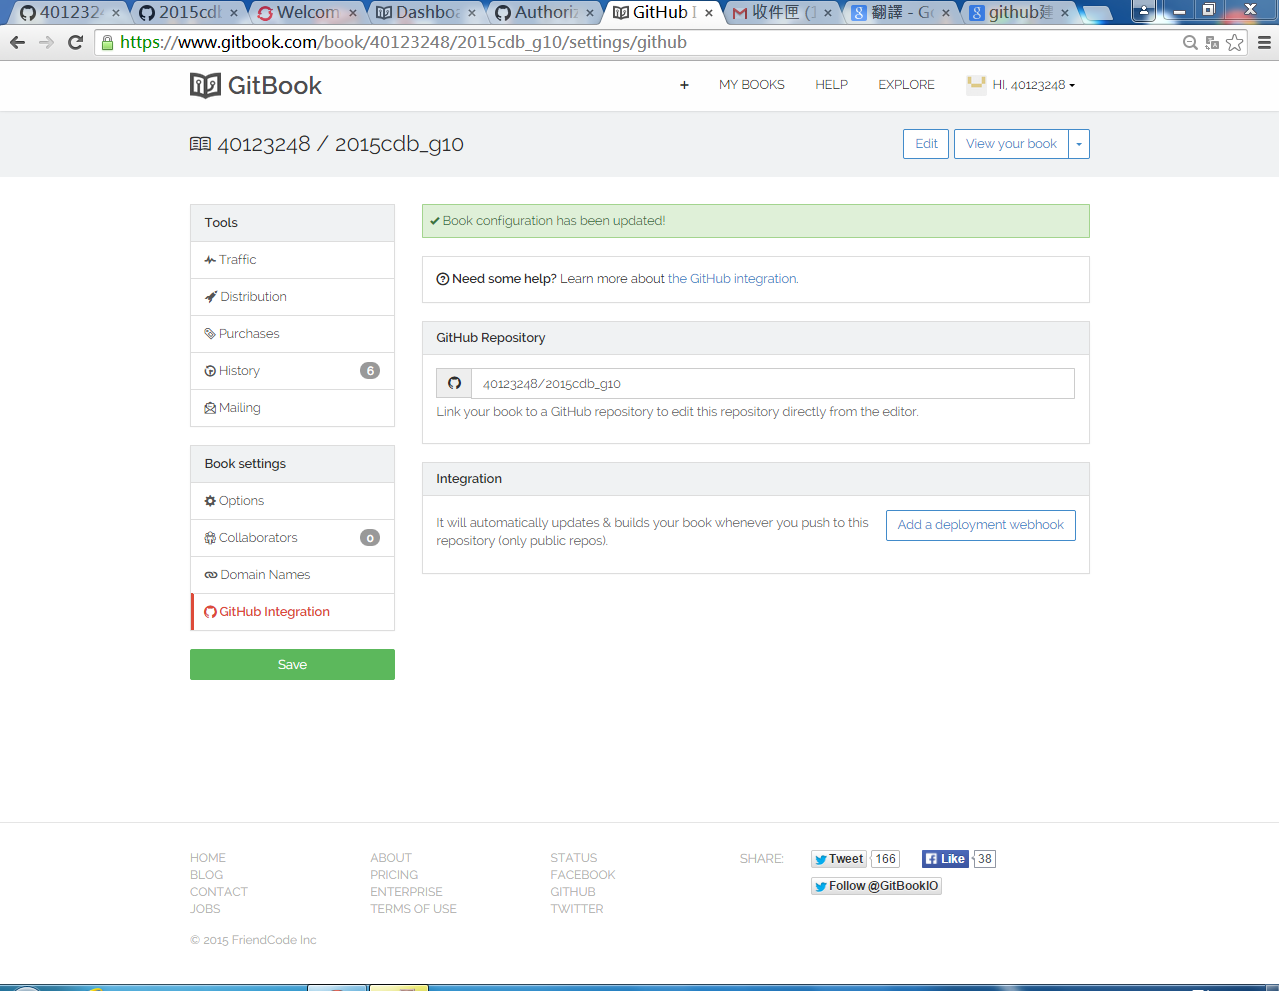 401232
2015cdb
Welcom
Dashboa
Authoriz
GitHub I
收件匣 (1
翻譯 - Go
github建
https://www.gitbook.com/book/40123248/2015cdb_g10/settings/github
GitBook
+ MY BOOKS HELP EXPLORE HI, 40123248
40123248 / 2015cdb_g10
Edit View your book
Tools
Traffic
Distribution
Purchases
History 6
Mailing
Book settings
Options
Collaborators 0
Domain Names
GitHub Integration
Save
Book configuration has been updated!
Need some help? Learn more about the GitHub integration.
GitHub Repository
40123248/2015cdb_g10
Link your book to a GitHub repository to edit this repository directly from the editor.
Integration
It will automatically updates & builds your book whenever you push to this
repository (only public repos).
Add a deployment webhook
HOME
BLOG
CONTACT
JOBS
ABOUT
PRICING
ENTERPRISE
TERMS OF USE
STATUS
FACEBOOK
GITHUB
TWITTER
SHARE:
Tweet 166
Like 38
Follow @GitBookIO
© 2015 FriendCode Inc